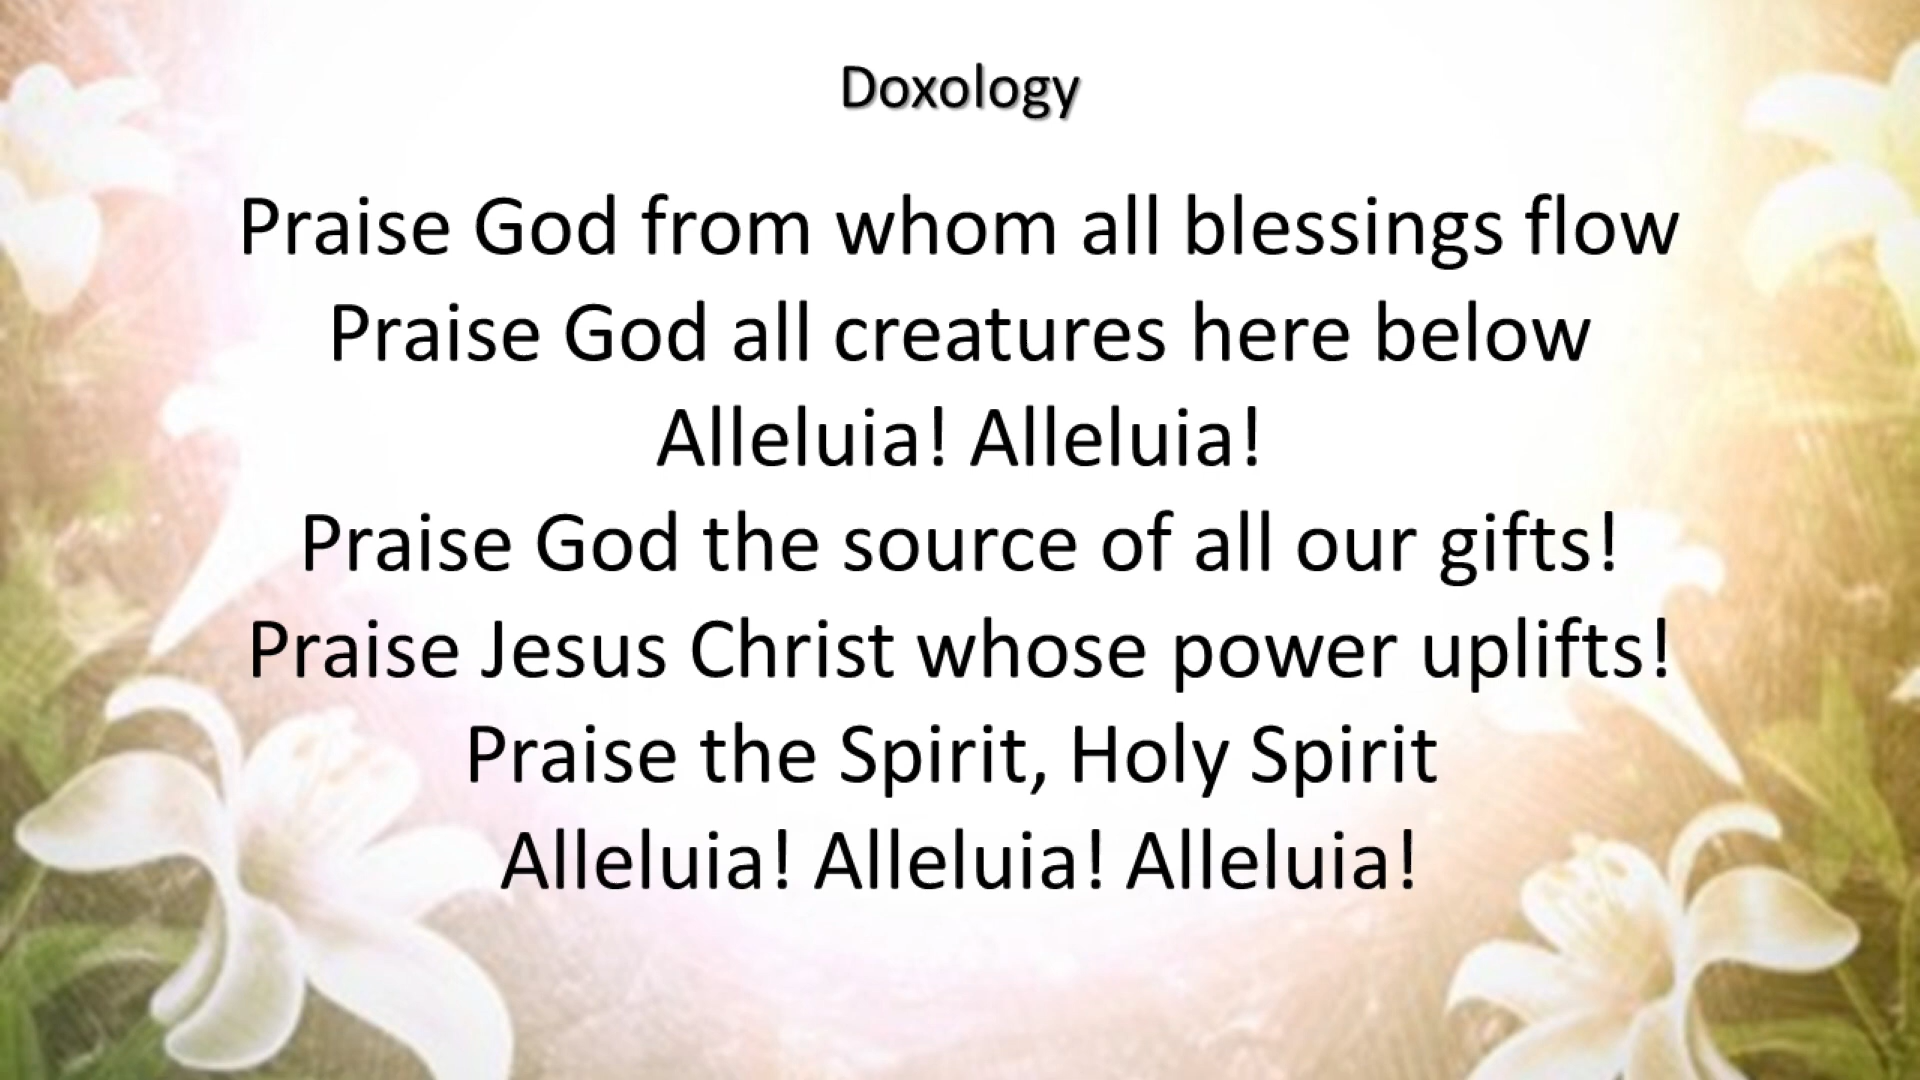 Doxology
Praise God from whom all blessings flow
Praise God all creatures here below
Alleluia! Alleluia!
Praise God the source of all our gifts!
Praise Jesus Christ whose power uplifts!
Praise the Spirit, Holy Spirit
Alleluia! Alleluia! Alleluia!